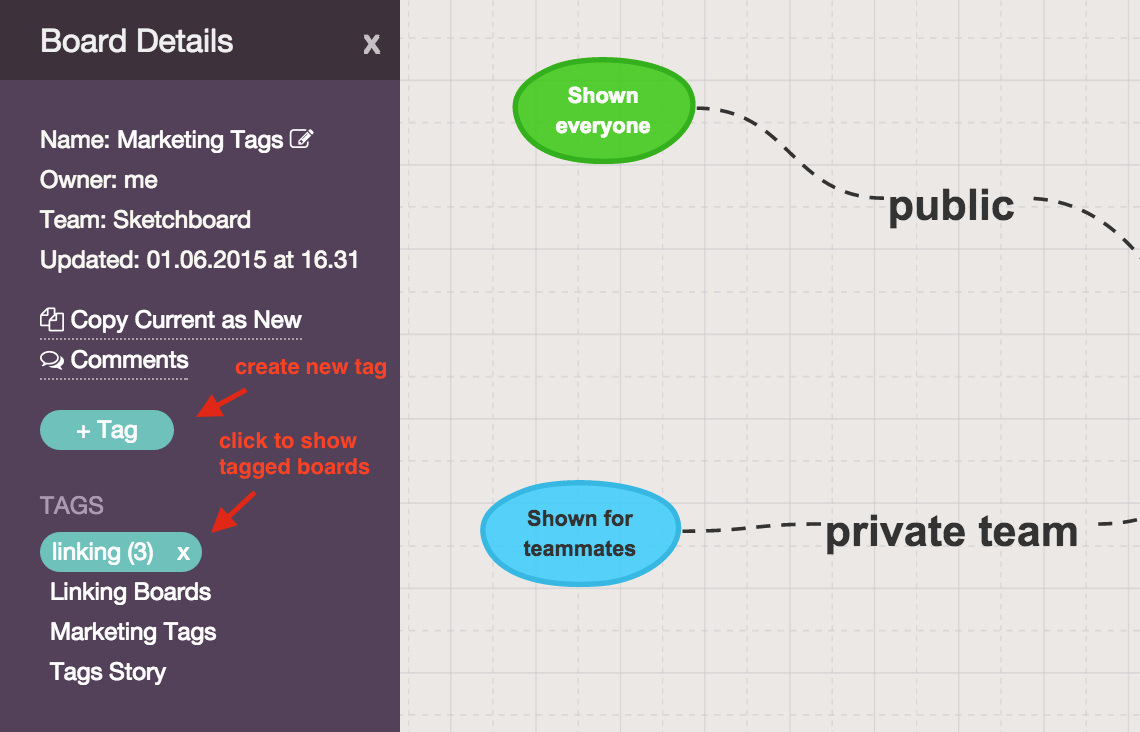 Board Details x
Name: Marketing Tags
Owner: me
Team: Sketchboard
Updated: 01.06.2015 at 16.31
Copy Current as New
Comments
create new tag
+ Tag
click to show
tagged boards
TAGS
linking (3) x
Linking Boards
Marketing Tags
Tags Story
Shown
everyone
public
Shown for
teammates
private team